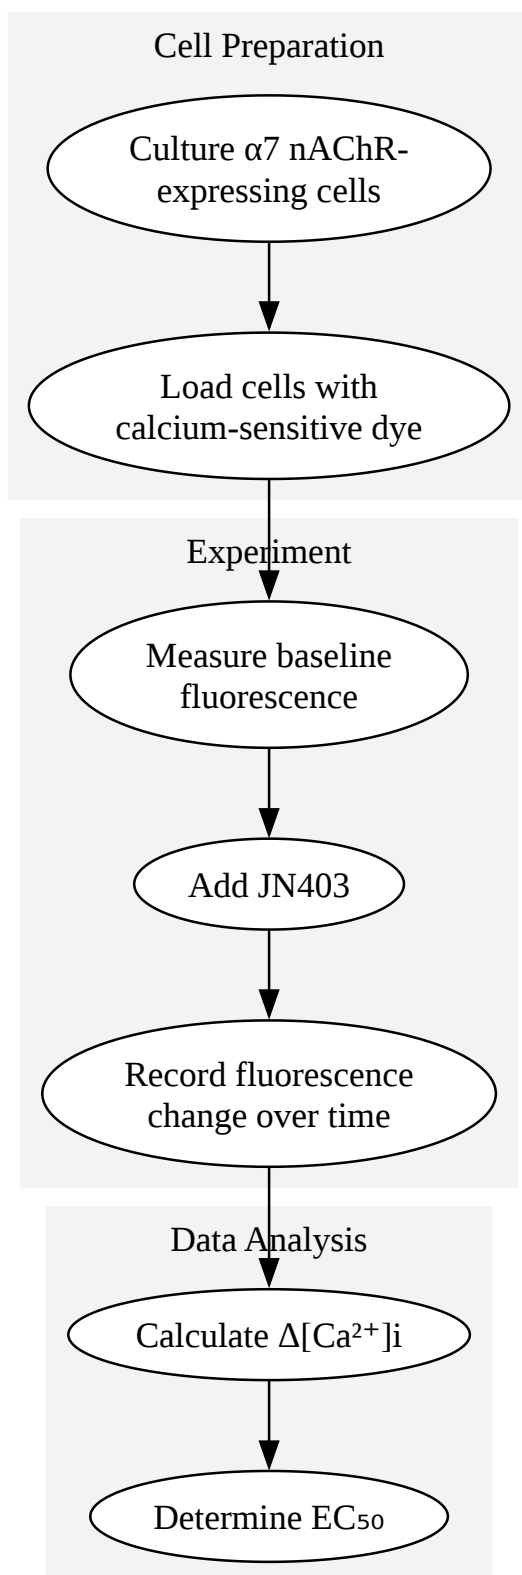 Cell Preparation
Culture α7 nAChR-
expressing cells
Load cells with
calcium-sensitive dye
Experiment
Measure baseline
fluorescence
Add JN403
Record fluorescence
change over time
Data Analysis
Calculate Δ[Ca²⁺]i
Determine EC₅₀